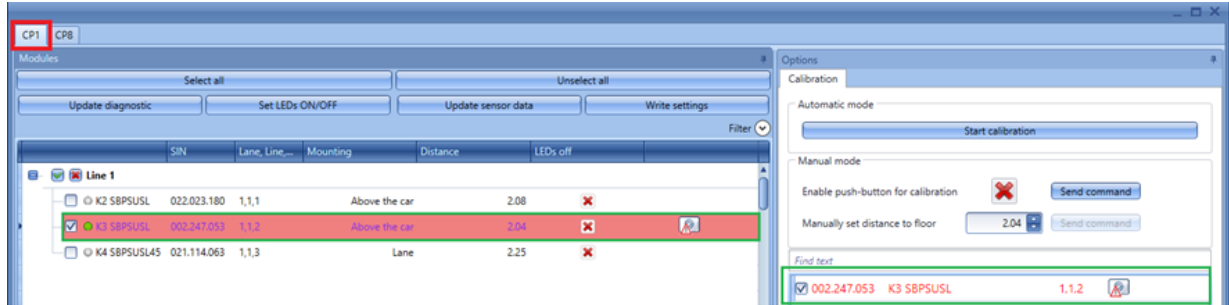 CP1 CP8
Modules
Select all Unselect all
Update diagnostic Set LEDs ON/OFF Update sensor data Write settings
Filter
SIN Lane, Line,... Mounting Distance LEDs off
Line 1
K2 SBPSUSL 022.023.180 1,1,1 Above the car 2.08
K3 SBPSUSL 002.247.053 1,1,2 Above the car 2.04
K4 SBPSUSL45 021.114.063 1,1,3 Lane 2.25
Options
Calibration
Automatic mode
Start calibration
Manual mode
Enable push-button for calibration Send command
Manually set distance to floor 2.04 Send command
Find text
002.247.053 K3 SBPSUSL 1.1.2